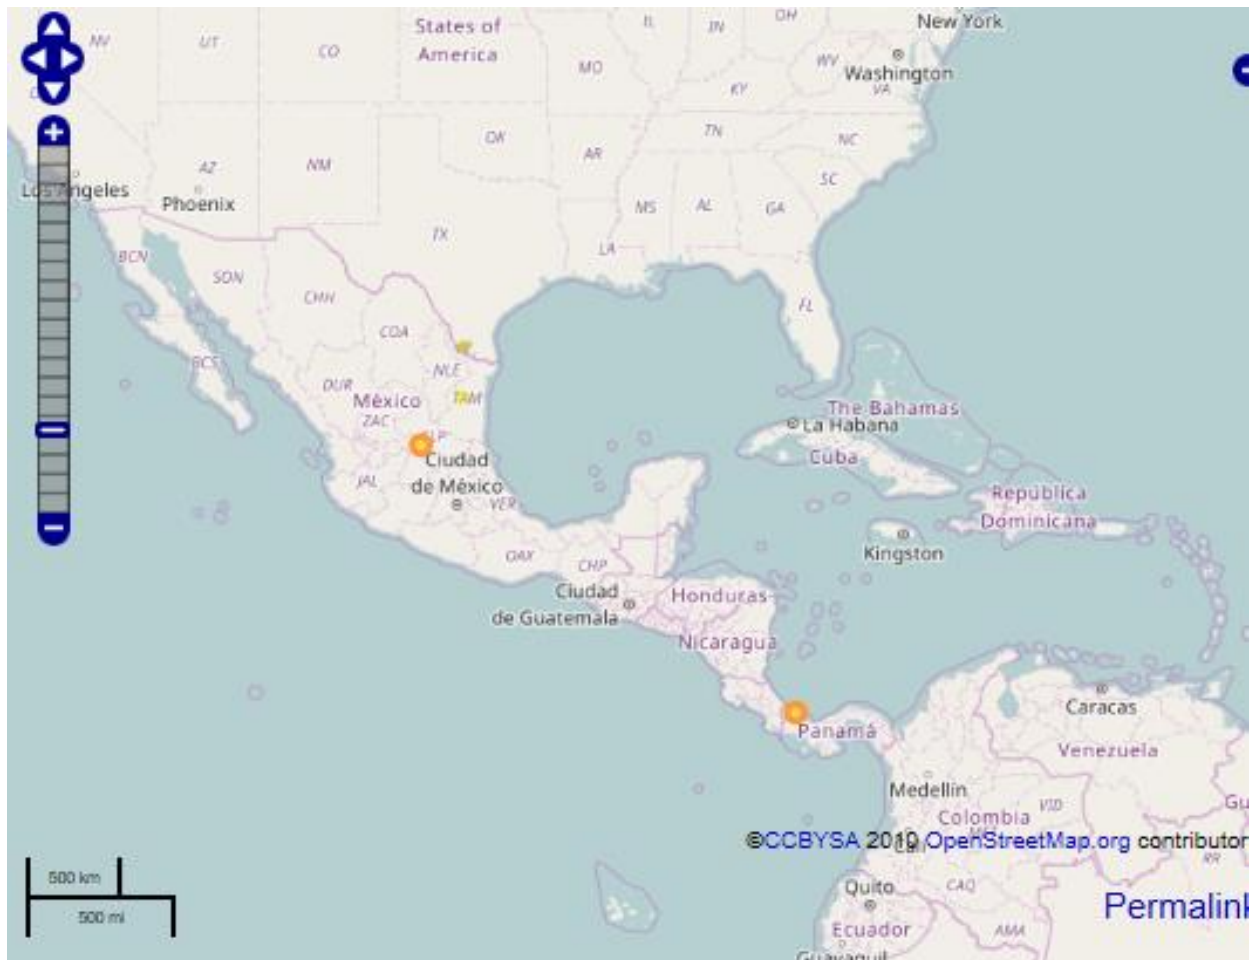 New York
States of
America
NV
UT
CO
IL
IN
OH
MO
WV
Washington
KY
VA
OK
TN
NC
AZ
NM
AR
SC
Los Angeles
Phoenix
MS
AL
GA
TX
LA
BCN
SON
CHH
FL
COA
BCS
NLE
DUR
México
TAM
The Bahamas
ZAC
La Habana
Cuba
Ciudad
de México
JAL
VER
República
Dominicana
Kingston
OAX
CHP
Ciudad
de Guatemala
Honduras
Nicaragua
Caracas
Panamá
Venezuela
Medellín
VID
Colombia
©CCBYSA 2010 OpenStreetMap.org contributor
RR
500 km
500 mi
Quito
CAQ
Permalink
Ecuador
AMA
Guayaquil